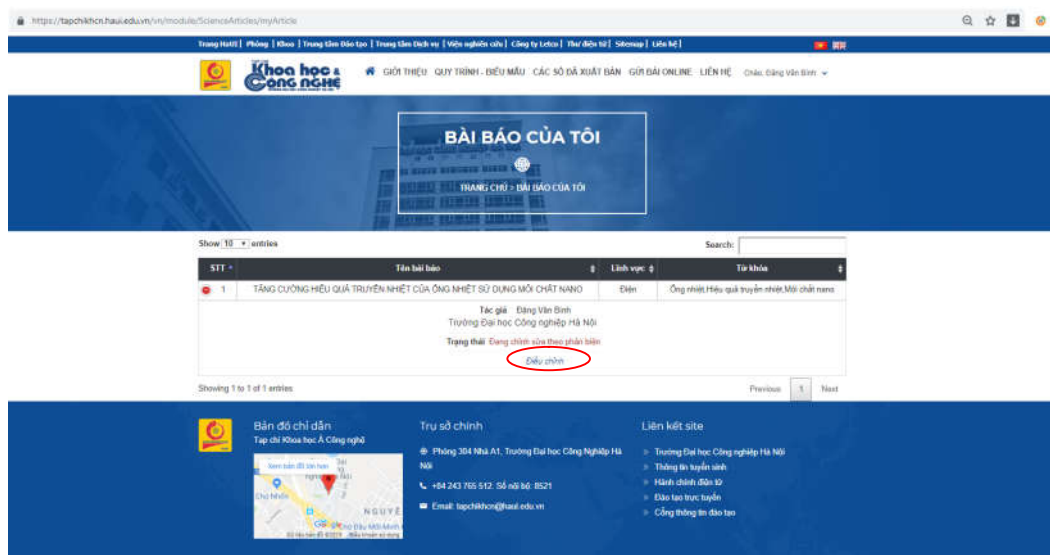 https://tapchikhcn.haui.edu.vn/vn/module/ScienceArticles/myArticle
Trang HaUI | Phòng | Khoa | Trung tâm Đào tạo | Trung tâm Dịch vụ | Viện nghiên cứu | Công ty Letco | Thư điện tử | Sitemap | Liên hệ |
Khoa học &
Công nghệ
GIỚI THIỆU QUY TRÌNH - BIỂU MẪU CÁC SỐ ĐÃ XUẤT BẢN GỬI BÀI ONLINE LIÊN HỆ Chào, Đặng Văn Bình
BÀI BÁO CỦA TÔI
TRANG CHỦ > BÀI BÁO CỦA TÔI
Show 10 entries Search:
STT Tên bài báo Lĩnh vực Từ khóa
1 TĂNG CƯỜNG HIỆU QUẢ TRUYỀN NHIỆT CỦA ỐNG NHIỆT SỬ DỤNG MÔI CHẤT NANO Điện Ống nhiệt,Hiệu quả truyền nhiệt,Môi chất nano
Tác giả Đặng Văn Bình
Trường Đại học Công nghiệp Hà Nội
Trạng thái Đang chỉnh sửa theo phản biện
Điều chỉnh
Showing 1 to 1 of 1 entries Previous 1 Next
Bản đồ chỉ dẫn
Tạp chí Khoa học & Công nghệ
Xem bản đồ lớn hơn
NGUYÊ
Trụ sở chính
Phòng 304 Nhà A1, Trường Đại học Công Nghiệp Hà
Nội
+84 243 765 512. Số nội bộ: 8521
Email: tapchikhcn@haui.edu.vn
Liên kết site
Trường Đại học Công nghiệp Hà Nội
Thông tin tuyển sinh
Hành chính điện tử
Đào tạo trực tuyến
Cổng thông tin đào tạo